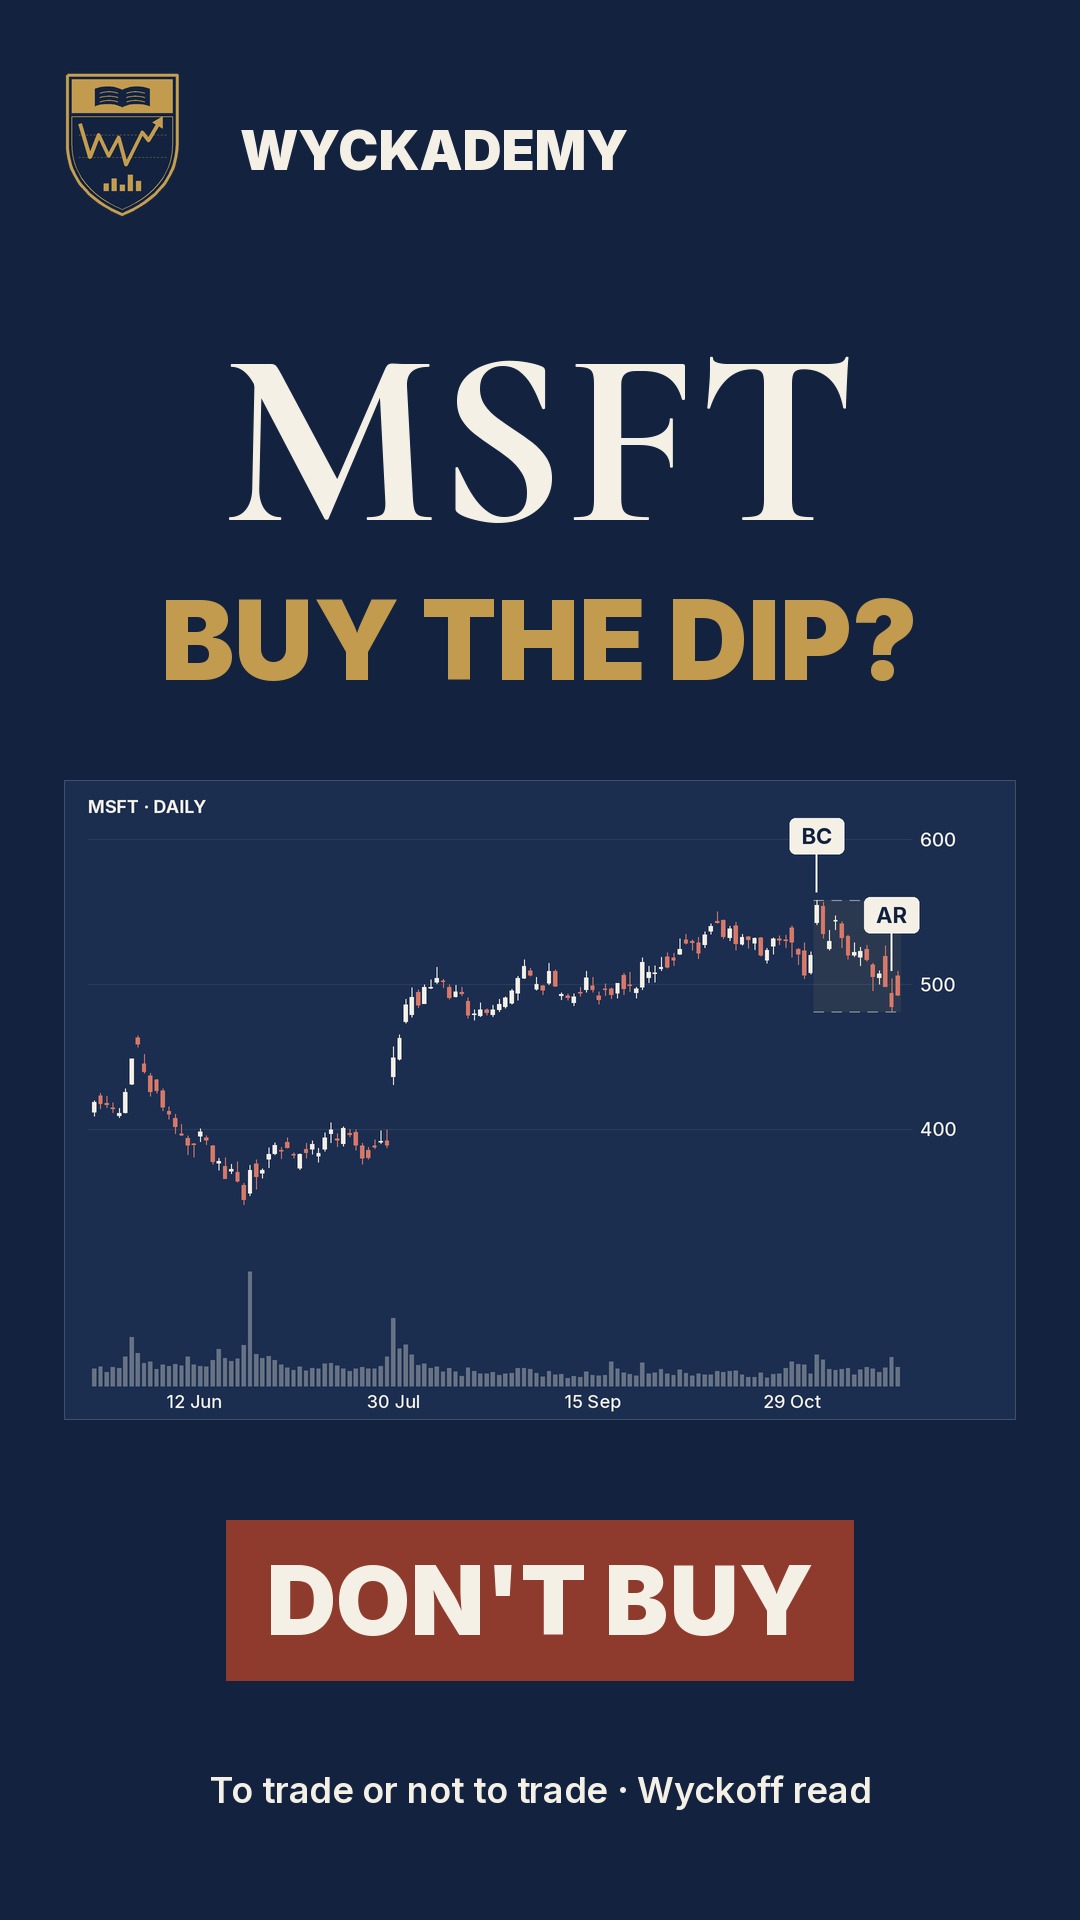 WYCKADEMY
MSFT
BUY THE DIP?
MSFT · DAILY
BC
600
AR
500
400
12 Jun 30 Jul 15 Sep 29 Oct
DON'T BUY
To trade or not to trade · Wyckoff read